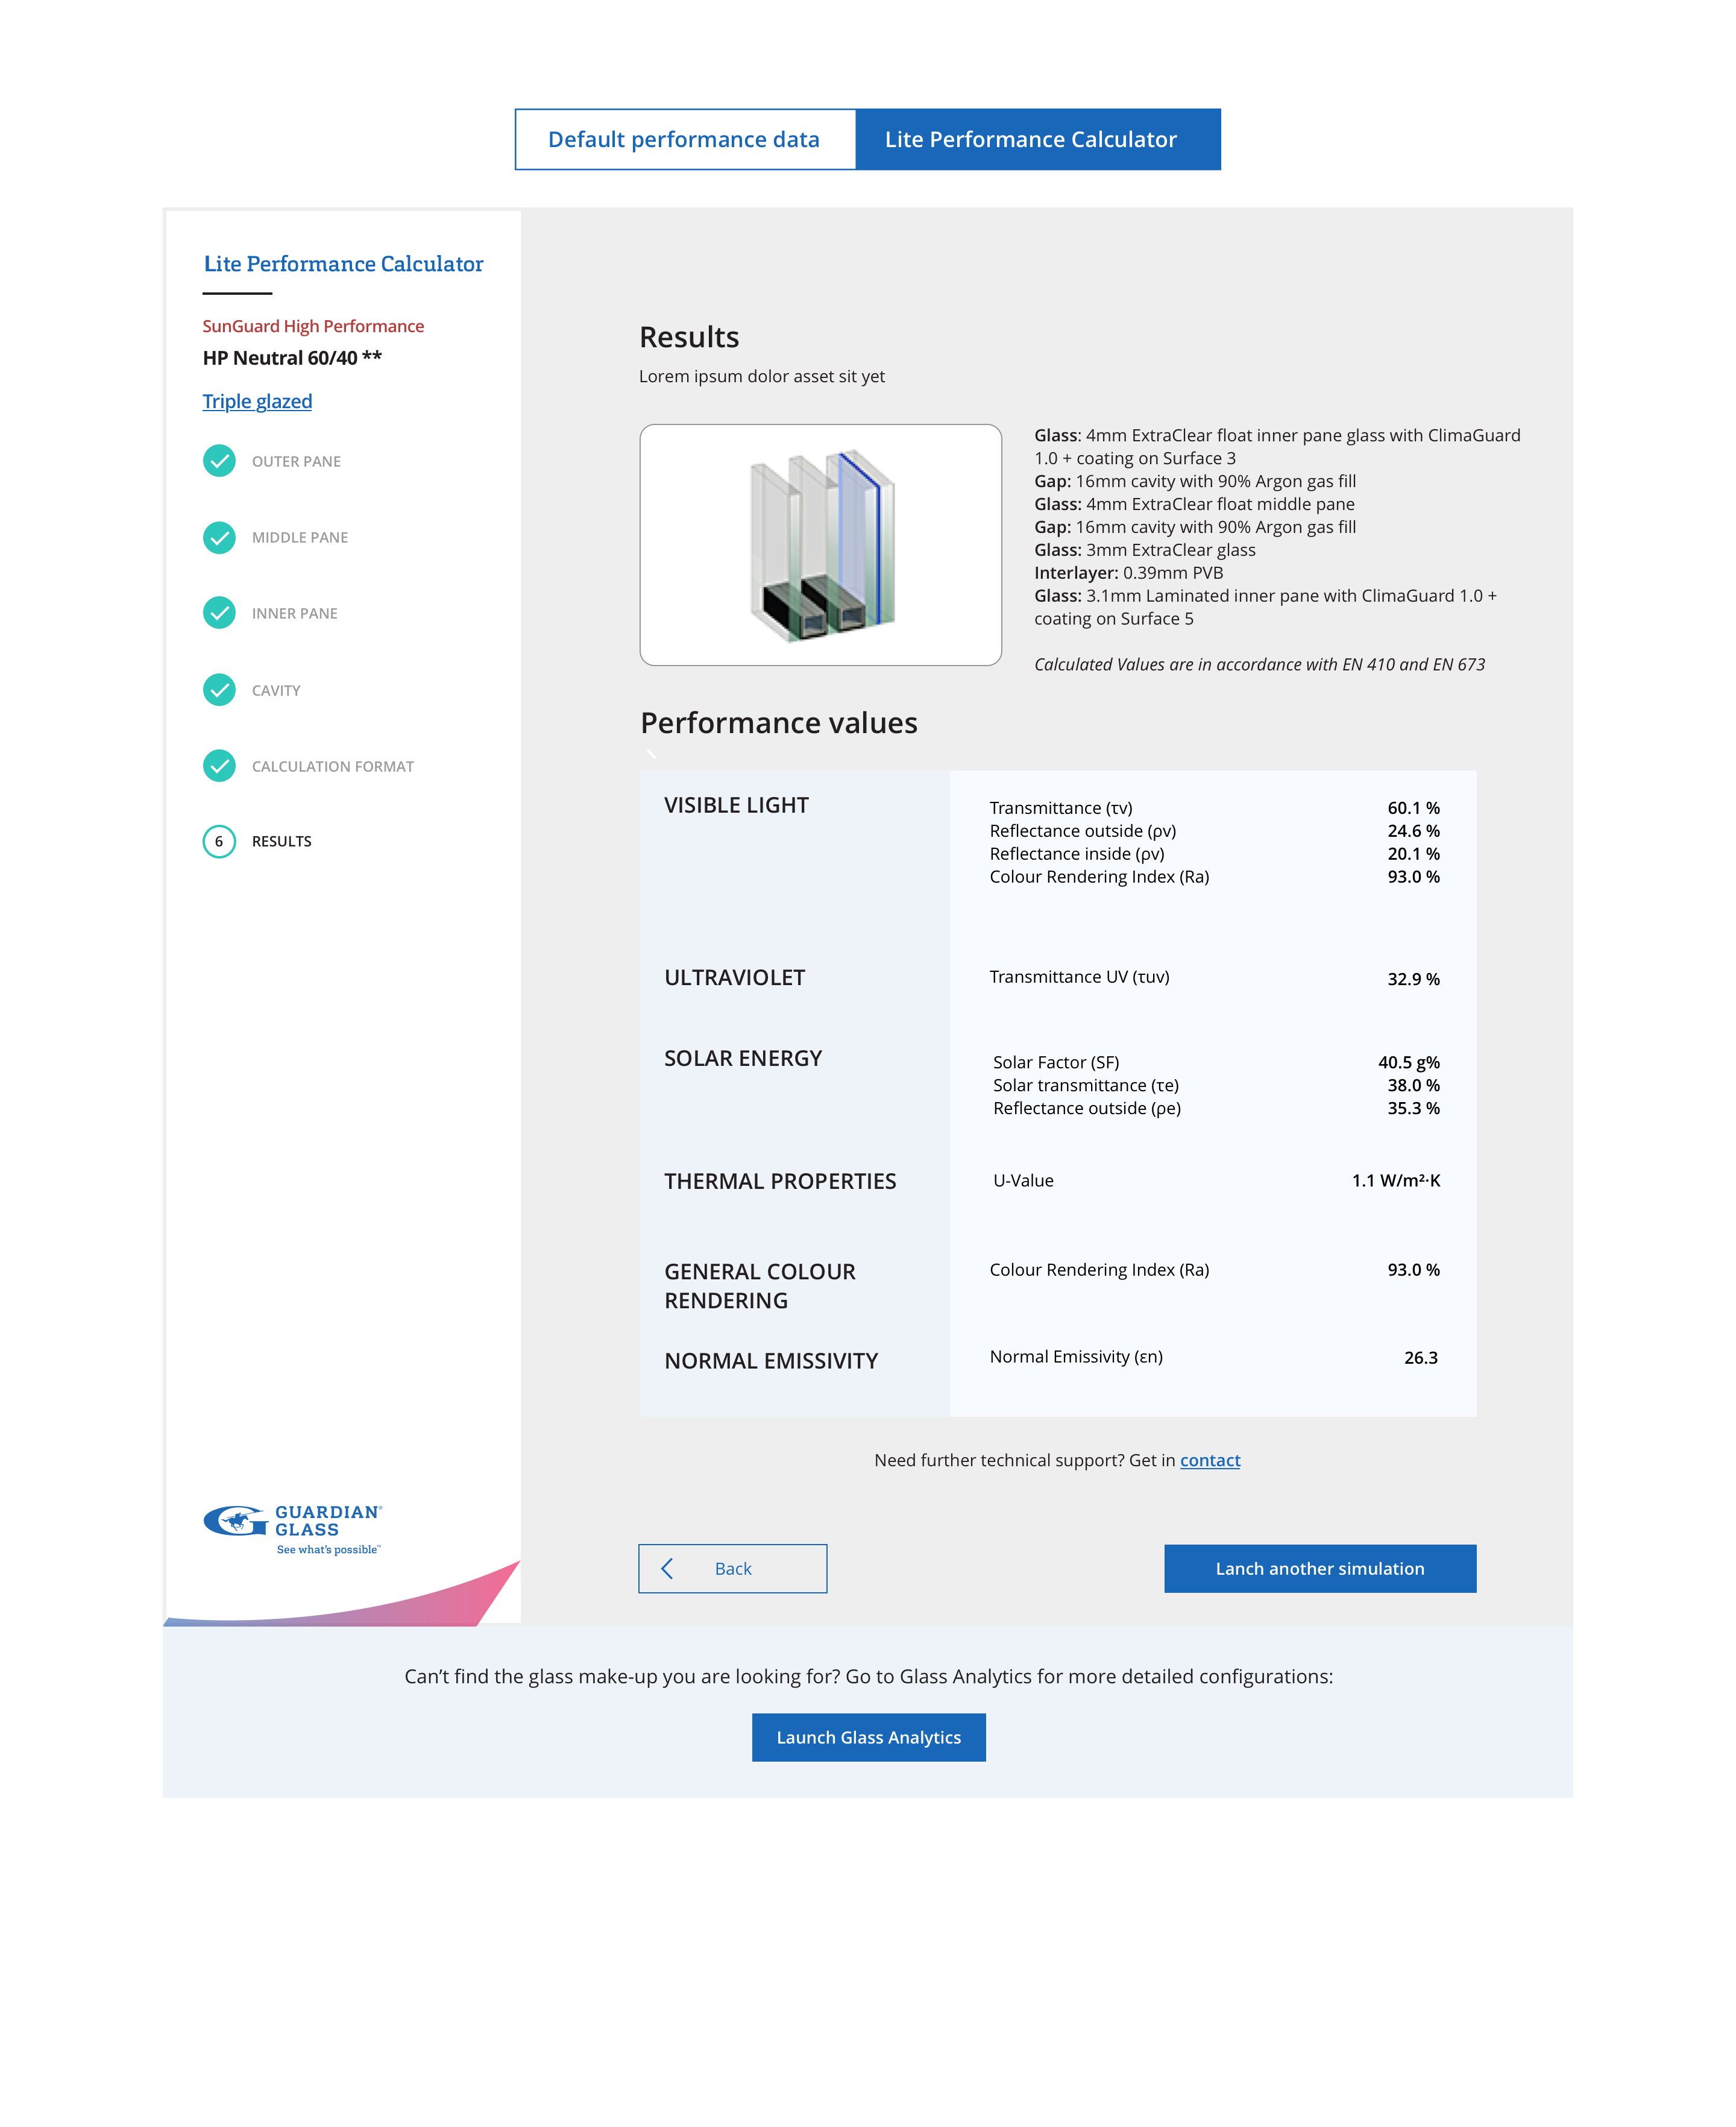 Default performance data
Lite Performance Calculator
Lite Performance Calculator
SunGuard High Performance
HP Neutral 60/40 **
Triple glazed
OUTER PANE
MIDDLE PANE
INNER PANE
CAVITY
CALCULATION FORMAT
6 RESULTS
GUARDIAN®
GLASS
See what's possible™
Results
Lorem ipsum dolor asset sit yet
Glass: 4mm ExtraClear float inner pane glass with ClimaGuard
1.0 + coating on Surface 3
Gap: 16mm cavity with 90% Argon gas fill
Glass: 4mm ExtraClear float middle pane
Gap: 16mm cavity with 90% Argon gas fill
Glass: 3mm ExtraClear glass
Interlayer: 0.39mm PVB
Glass: 3.1mm Laminated inner pane with ClimaGuard 1.0 +
coating on Surface 5
Calculated Values are in accordance with EN 410 and EN 673
Performance values
VISIBLE LIGHT
Transmittance (τv) 60.1 %
Reflectance outside (ρv) 24.6 %
Reflectance inside (ρv) 20.1 %
Colour Rendering Index (Ra) 93.0 %
ULTRAVIOLET
Transmittance UV (τuv) 32.9 %
SOLAR ENERGY
Solar Factor (SF) 40.5 g%
Solar transmittance (τe) 38.0 %
Reflectance outside (ρe) 35.3 %
THERMAL PROPERTIES
U-Value 1.1 W/m²·K
GENERAL COLOUR
RENDERING
Colour Rendering Index (Ra) 93.0 %
NORMAL EMISSIVITY
Normal Emissivity (εn) 26.3
Need further technical support? Get in contact
Back
Lanch another simulation
Can't find the glass make-up you are looking for? Go to Glass Analytics for more detailed configurations:
Launch Glass Analytics